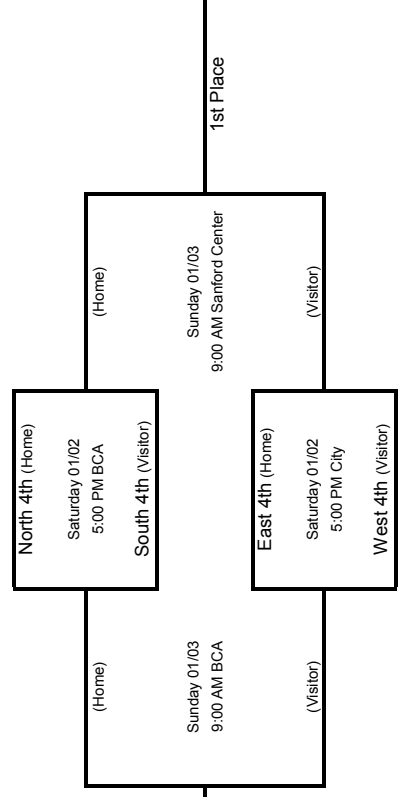 North 4th (Home)
Saturday 01/02
5:00 PM BCA
South 4th (Visitor)
East 4th (Home)
Saturday 01/02
5:00 PM City
West 4th (Visitor)
(Home)
Sunday 01/03
9:00 AM Sanford Center
(Visitor)
1st Place
(Home)
Sunday 01/03
9:00 AM BCA
(Visitor)